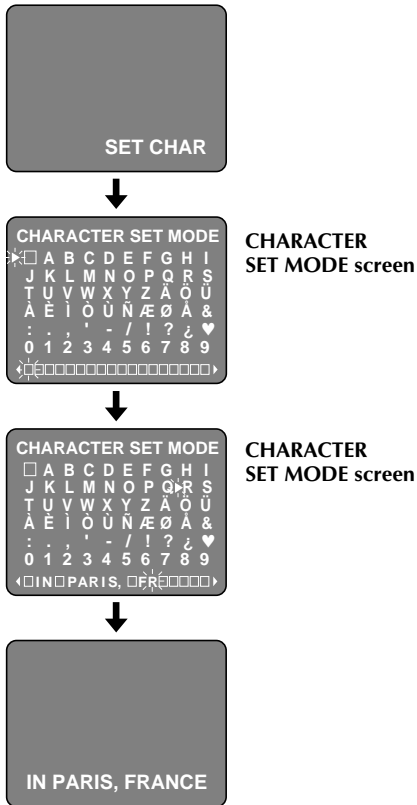 SET CHAR
CHARACTER SET MODE
□ A B C D E F G H I
J K L M N O P Q R S
T U V W X Y Z Ä Ö Ü
À È Ì Ò Ù Ñ Æ Ø Å &
: . , ' - / ! ? ¿ ♥
0 1 2 3 4 5 6 7 8 9
CHARACTER
SET MODE screen
CHARACTER SET MODE
□ A B C D E F G H I
J K L M N O P Q R S
T U V W X Y Z Ä Ö Ü
À È Ì Ò Ù Ñ Æ Ø Å &
: . , ' - / ! ? ¿ ♥
0 1 2 3 4 5 6 7 8 9
□IN□PARIS, □FR□□□□□
CHARACTER
SET MODE screen
IN PARIS, FRANCE